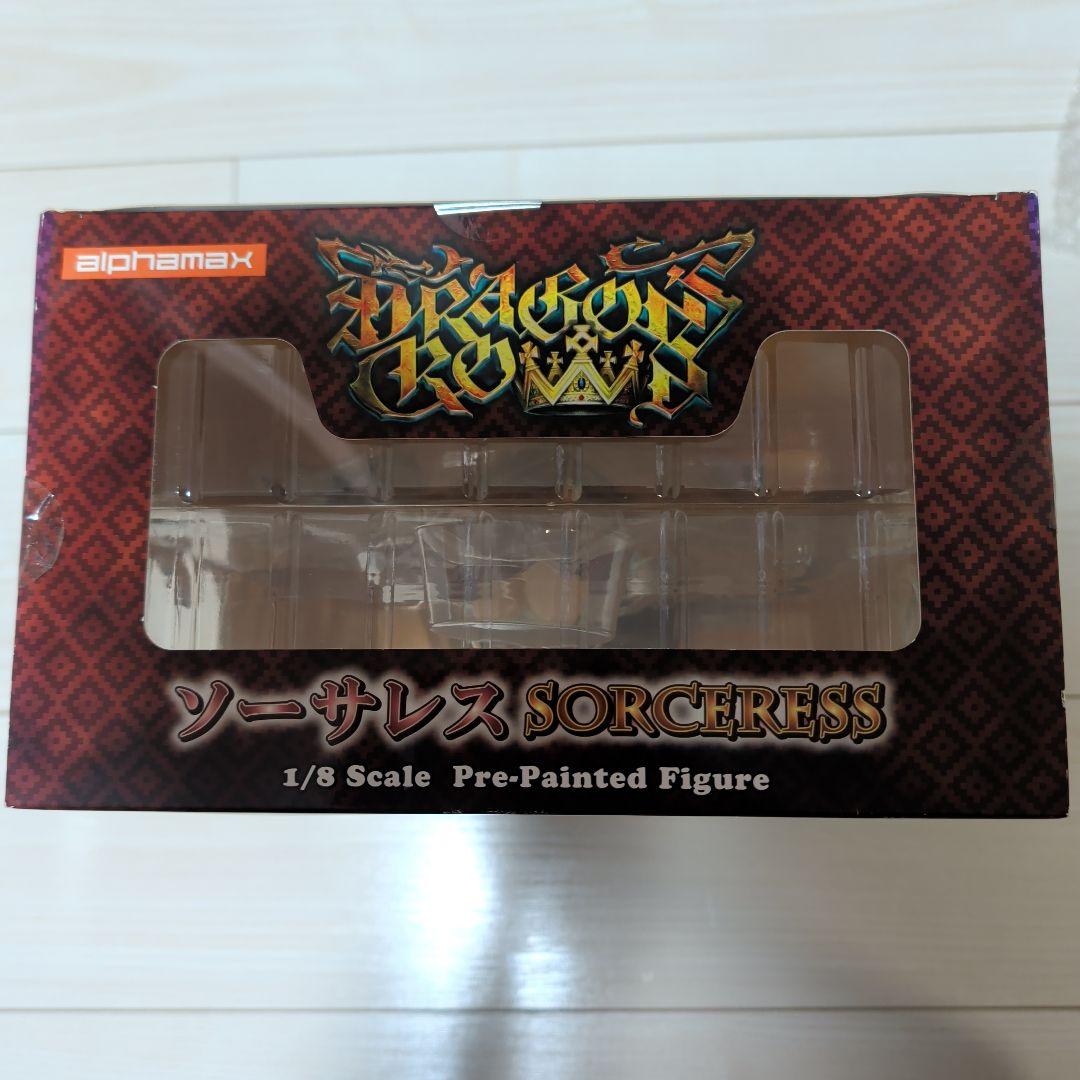 alphamax
DRAGON'S
CROWN
ソーサレス SORCERESS
1/8 Scale Pre-Painted Figure